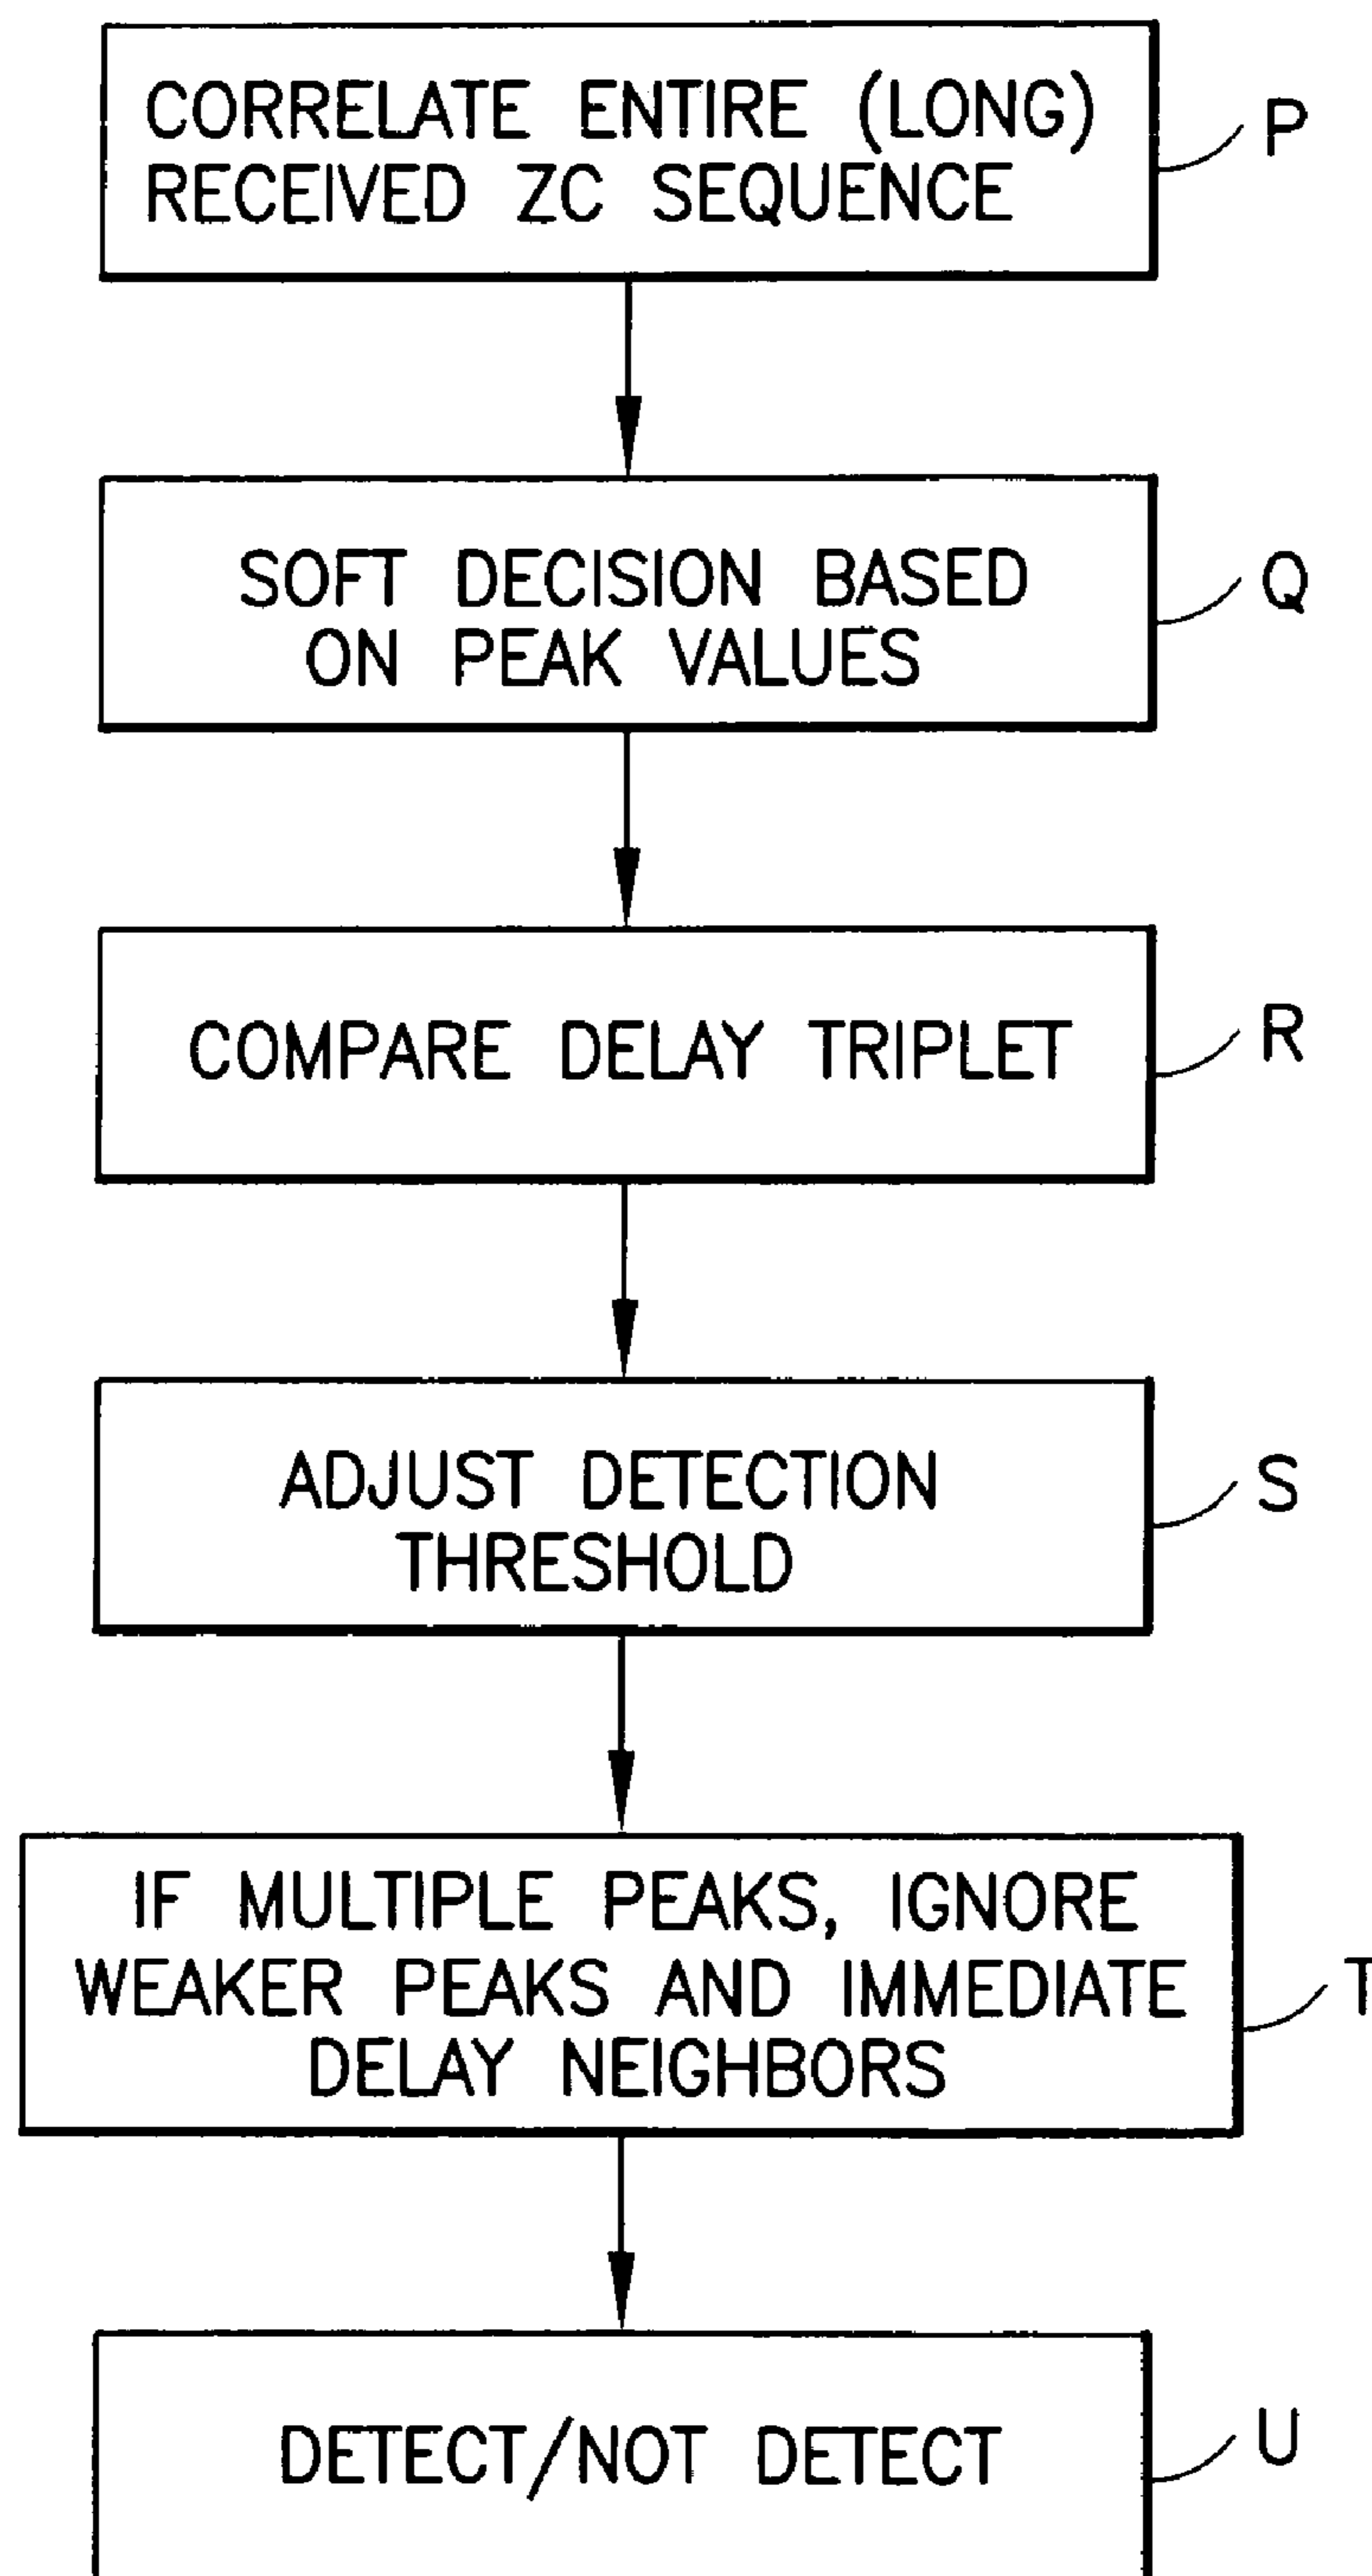 CORRELATE ENTIRE (LONG)
RECEIVED ZC SEQUENCE
P
SOFT DECISION BASED
ON PEAK VALUES
Q
COMPARE DELAY TRIPLET
R
ADJUST DETECTION
THRESHOLD
S
IF MULTIPLE PEAKS, IGNORE
WEAKER PEAKS AND IMMEDIATE
DELAY NEIGHBORS
T
DETECT/NOT DETECT
U